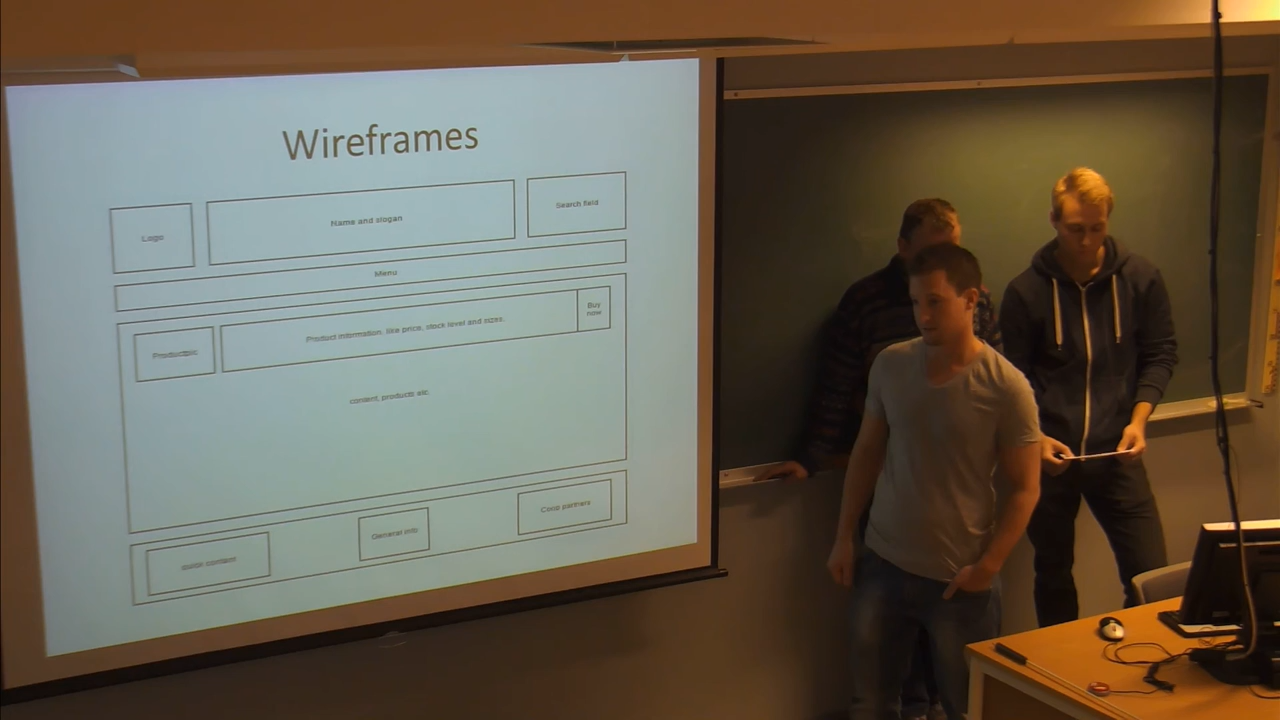 Wireframes
Logo
Name and slogan
Search field
Menu
Productpic
Product information, like price, stock level and sizes.
Buy
now
content, products etc.
Quick content
General info
Coop partners